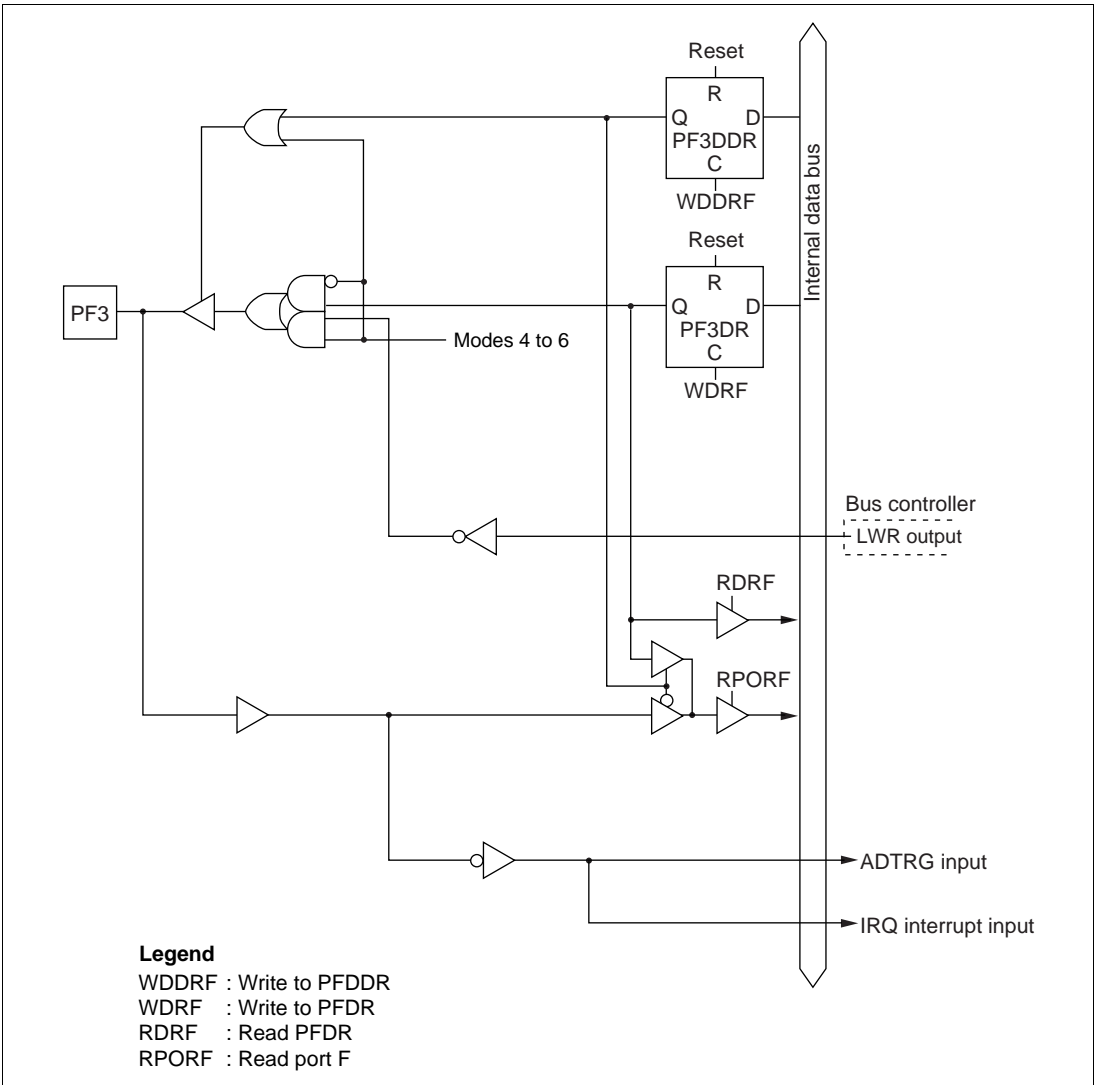 Reset
R
Q D
PF3DDR
C
WDDRF
Internal data bus
Reset
R
Q D
PF3DR
C
WDRF
PF3
Modes 4 to 6
Bus controller
LWR output
RDRF
RPORF
ADTRG input
IRQ interrupt input
Legend
WDDRF : Write to PFDDR
WDRF : Write to PFDR
RDRF : Read PFDR
RPORF : Read port F